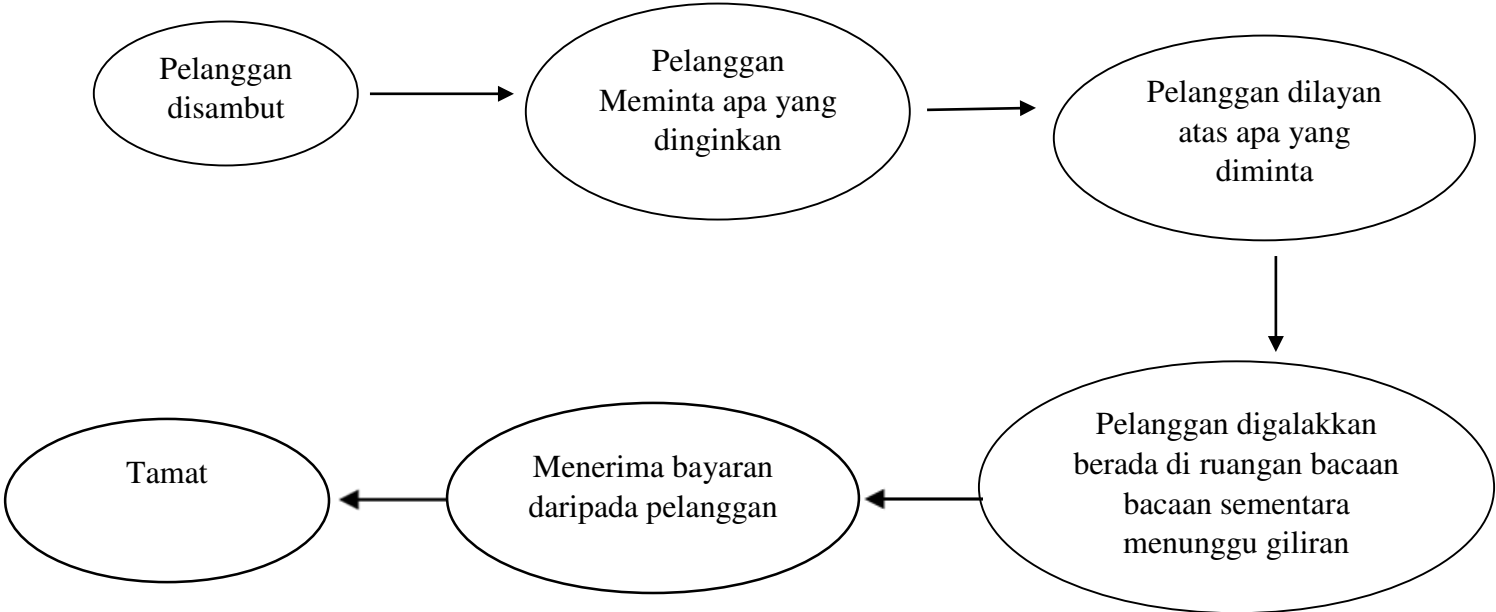 Pelanggan
disambut
Pelanggan
Meminta apa yang
dinginkan
Pelanggan dilayan
atas apa yang
diminta
Pelanggan digalakkan
berada di ruangan bacaan
bacaan sementara
menunggu giliran
Menerima bayaran
daripada pelanggan
Tamat